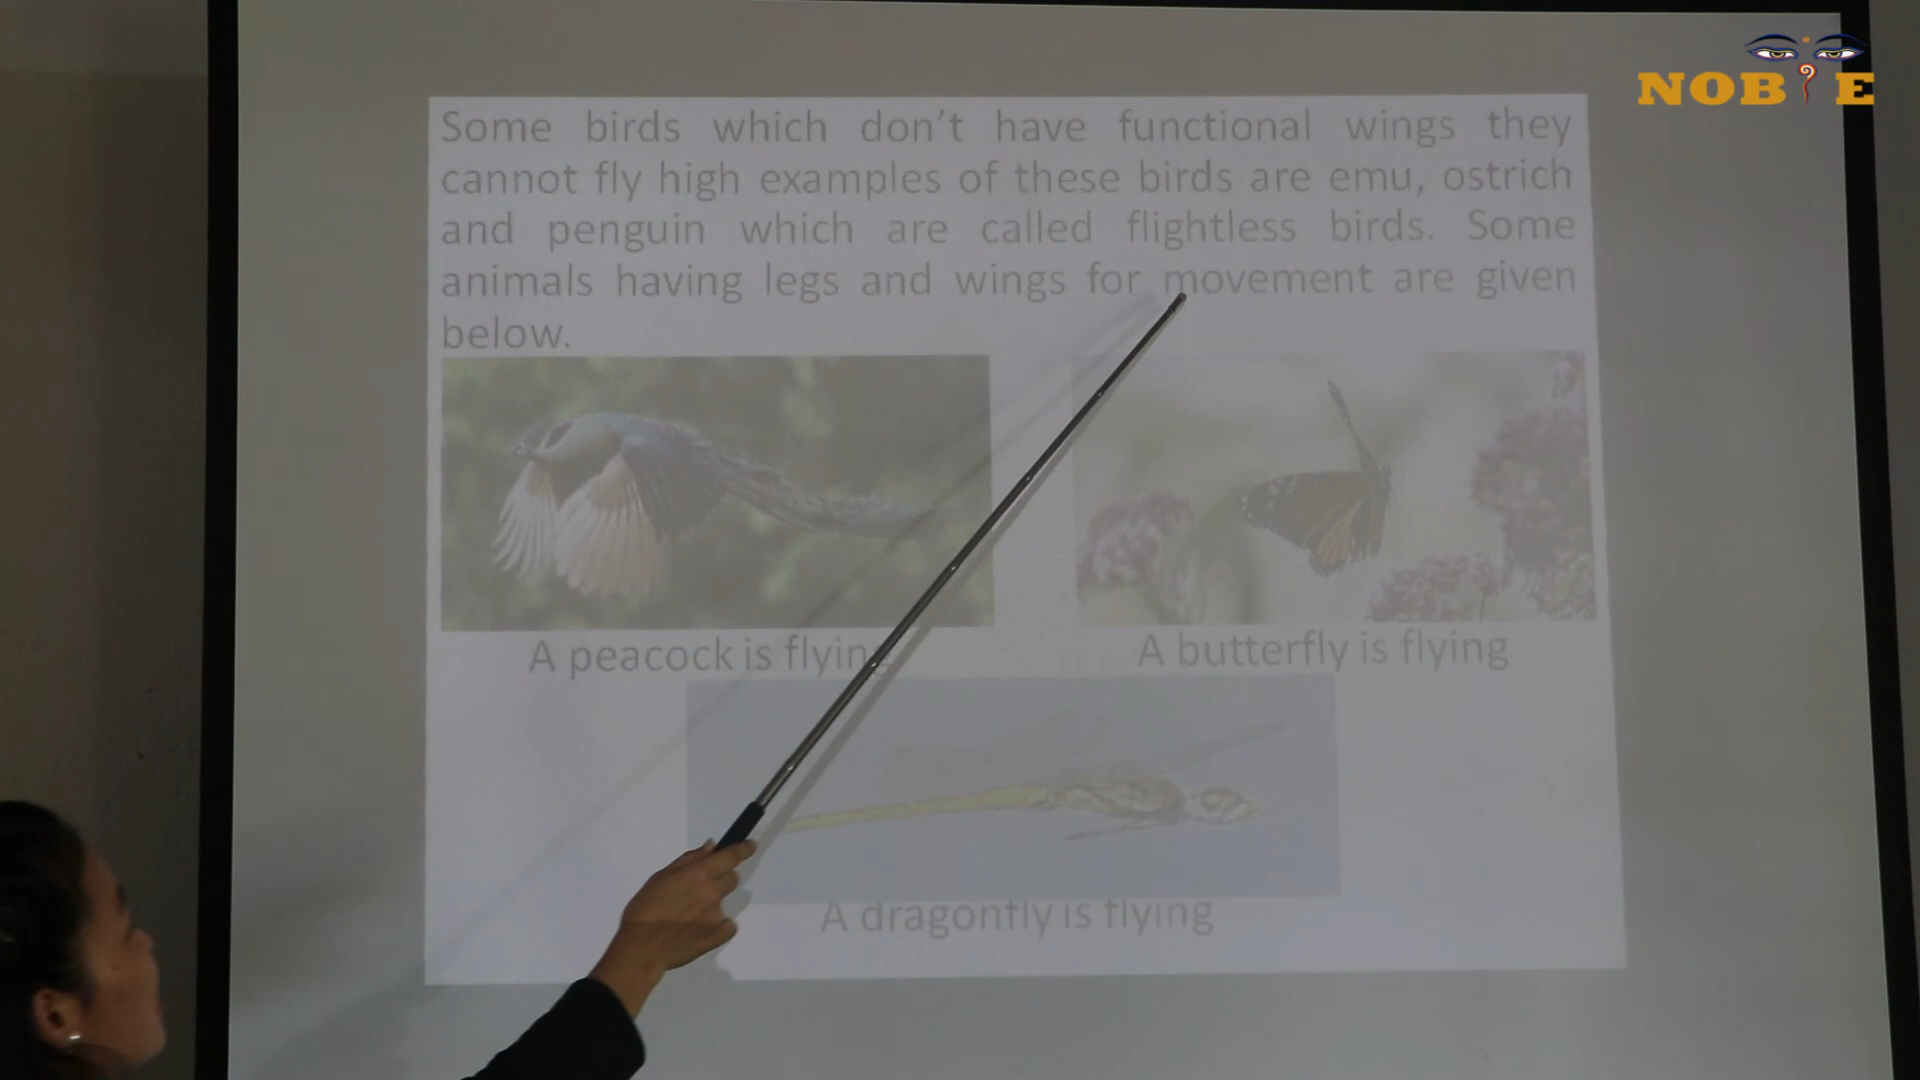 NOBLE
Some birds which don't have functional wings they
cannot fly high examples of these birds are emu, ostrich
and penguin which are called flightless birds. Some
animals having legs and wings for movement are given
below.
A peacock is flying
A butterfly is flying
A dragonfly is flying